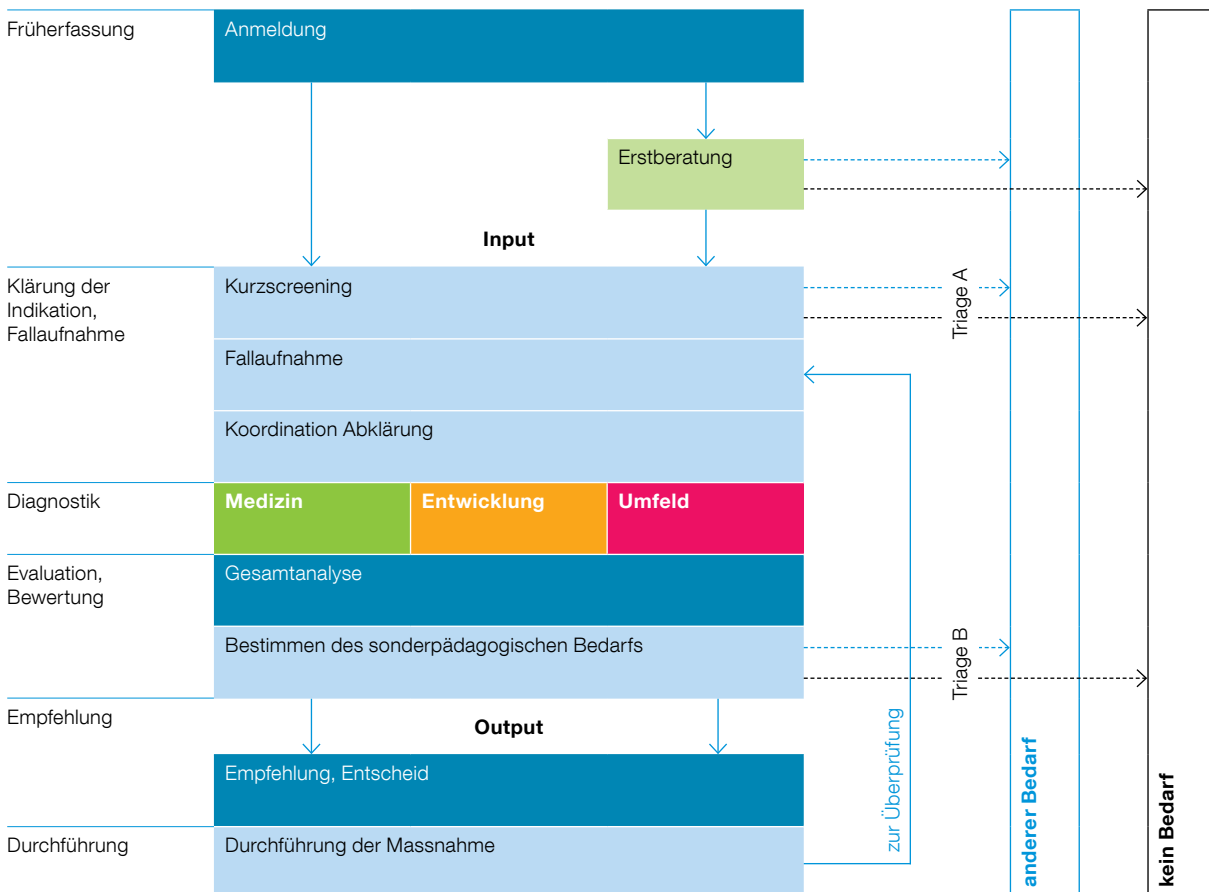 Früherfassung
Anmeldung
Erstberatung
Input
Klärung der
Indikation,
Fallaufnahme
Kurzscreening
Triage A
Fallaufnahme
Koordination Abklärung
Diagnostik
Medizin
Entwicklung
Umfeld
Evaluation,
Bewertung
Gesamtanalyse
Bestimmen des sonderpädagogischen Bedarfs
Triage B
Empfehlung
Output
Empfehlung, Entscheid
Durchführung
Durchführung der Massnahme
zur Überprüfung
anderer Bedarf
kein Bedarf